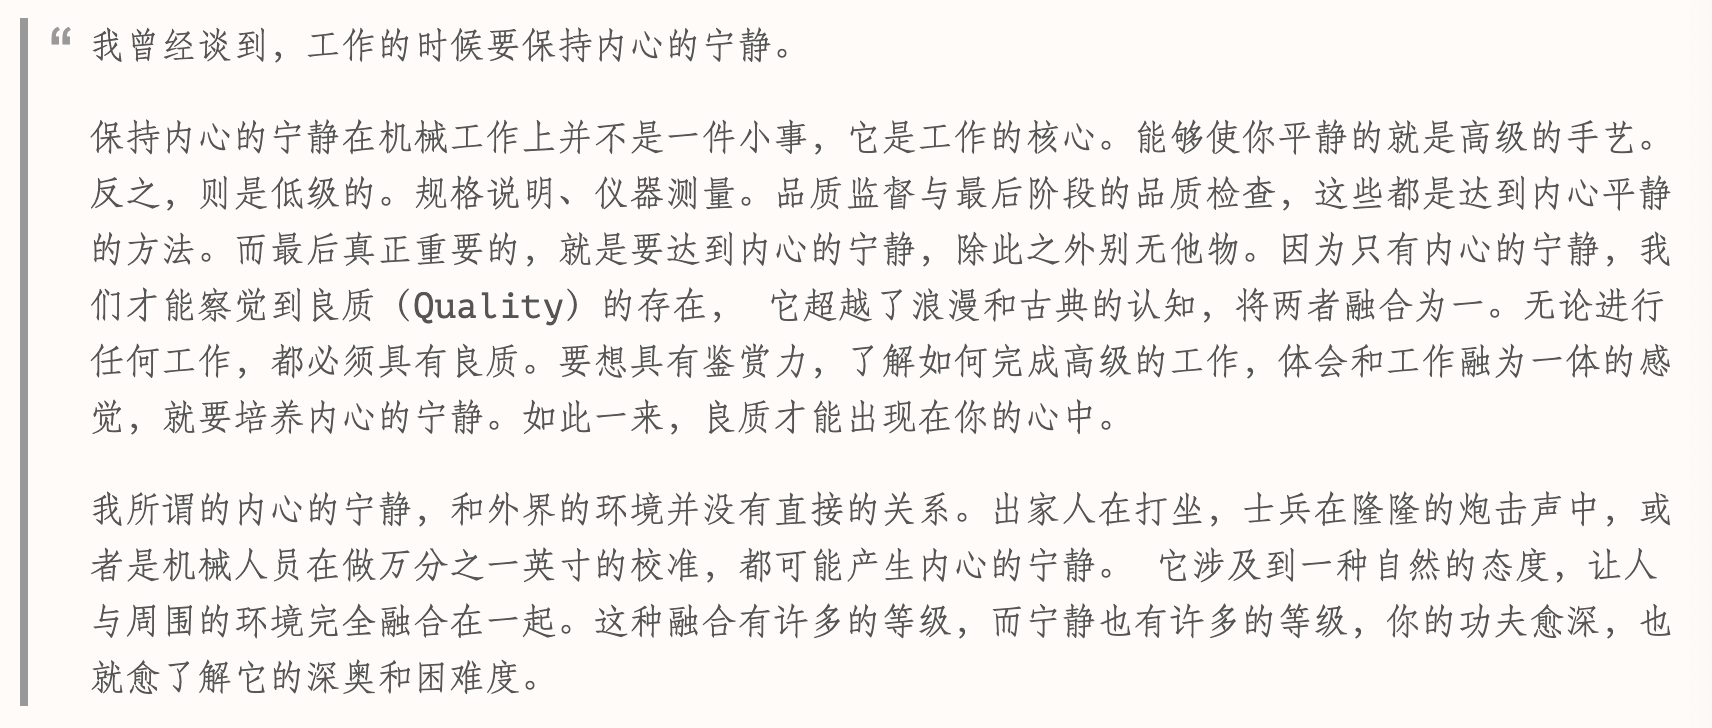 “ 我曾经谈到，工作的时候要保持内心的宁静。
保持内心的宁静在机械工作上并不是一件小事，它是工作的核心。能够使你平静的就是高级的手艺。
反之，则是低级的。规格说明、仪器测量。品质监督与最后阶段的品质检查，这些都是达到内心平静
的方法。而最后真正重要的，就是要达到内心的宁静，除此之外别无他物。因为只有内心的宁静，我
们才能察觉到良质（Quality）的存在， 它超越了浪漫和古典的认知，将两者融合为一。无论进行
任何工作，都必须具有良质。要想具有鉴赏力，了解如何完成高级的工作，体会和工作融为一体的感
觉，就要培养内心的宁静。如此一来，良质才能出现在你的心中。
我所谓的内心的宁静，和外界的环境并没有直接的关系。出家人在打坐，士兵在隆隆的炮击声中，或
者是机械人员在做万分之一英寸的校准，都可能产生内心的宁静。 它涉及到一种自然的态度，让人
与周围的环境完全融合在一起。这种融合有许多的等级，而宁静也有许多的等级，你的功夫愈深，也
就愈了解它的深奥和困难度。